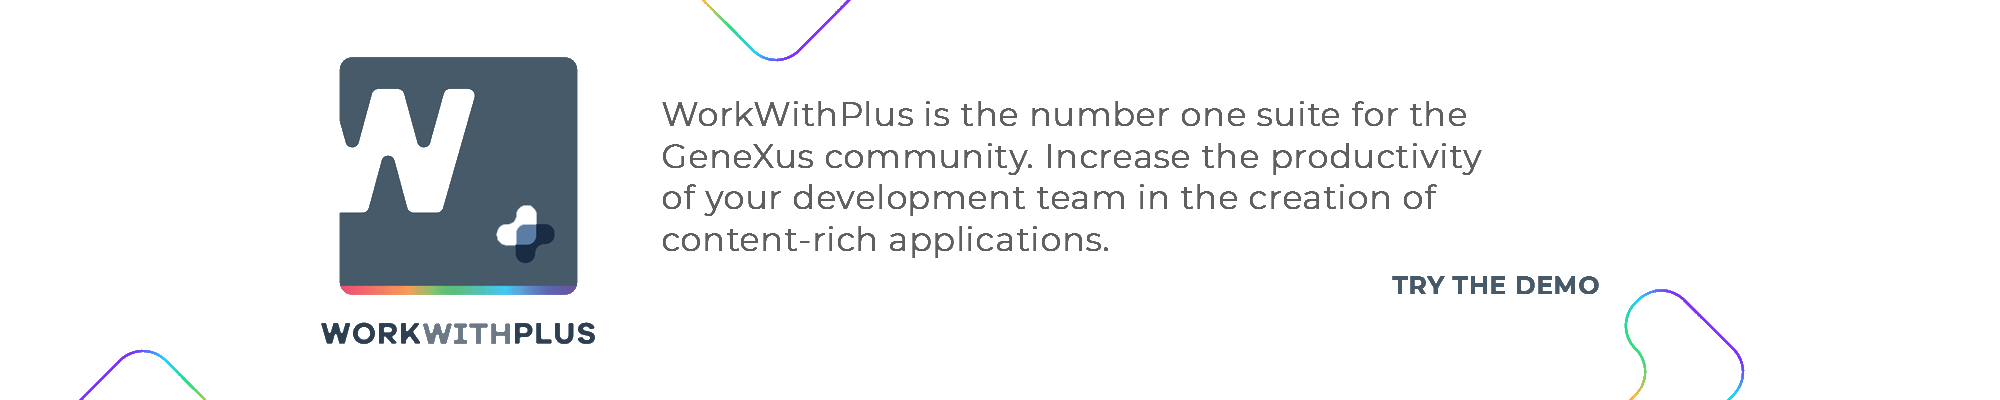 WorkWithPlus is the number one suite for the
GeneXus community. Increase the productivity
of your development team in the creation of
content-rich applications.
TRY THE DEMO
W
WORKWITHPLUS